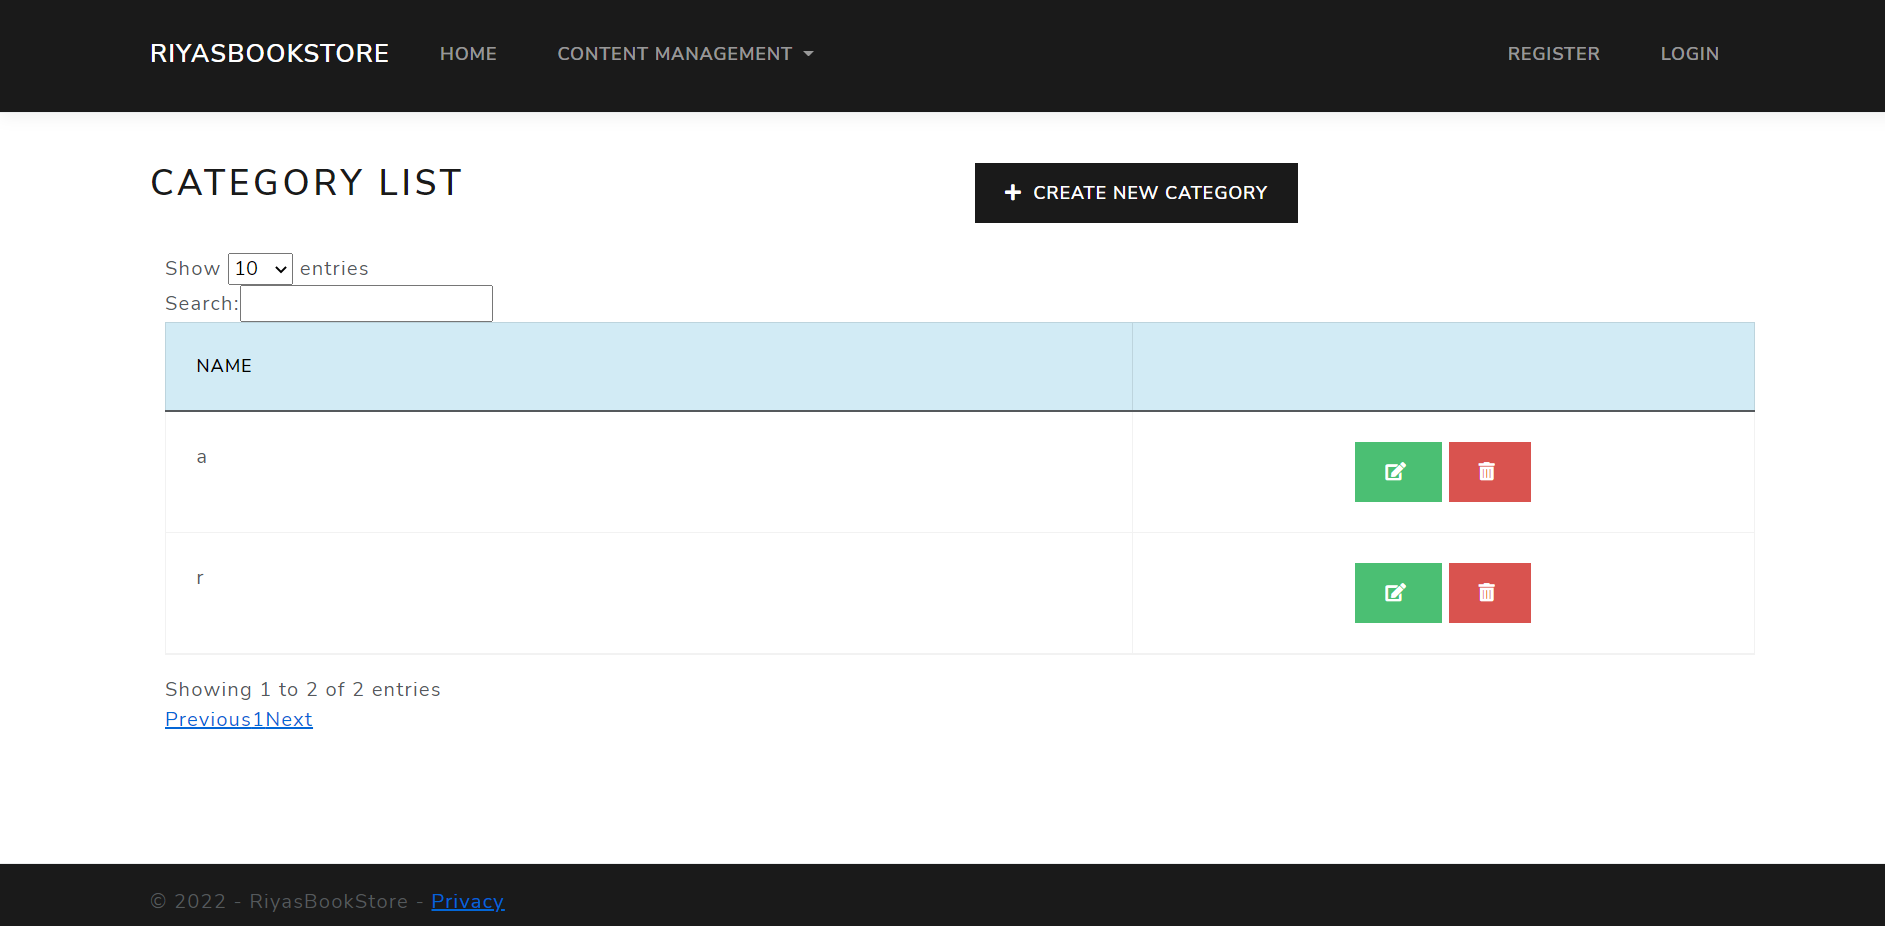 RIYASBOOKSTORE HOME CONTENT MANAGEMENT REGISTER LOGIN
CATEGORY LIST
CREATE NEW CATEGORY
Show 10 entries
Search:
NAME
a
r
Showing 1 to 2 of 2 entries
Previous1Next
© 2022 - RiyasBookStore - Privacy